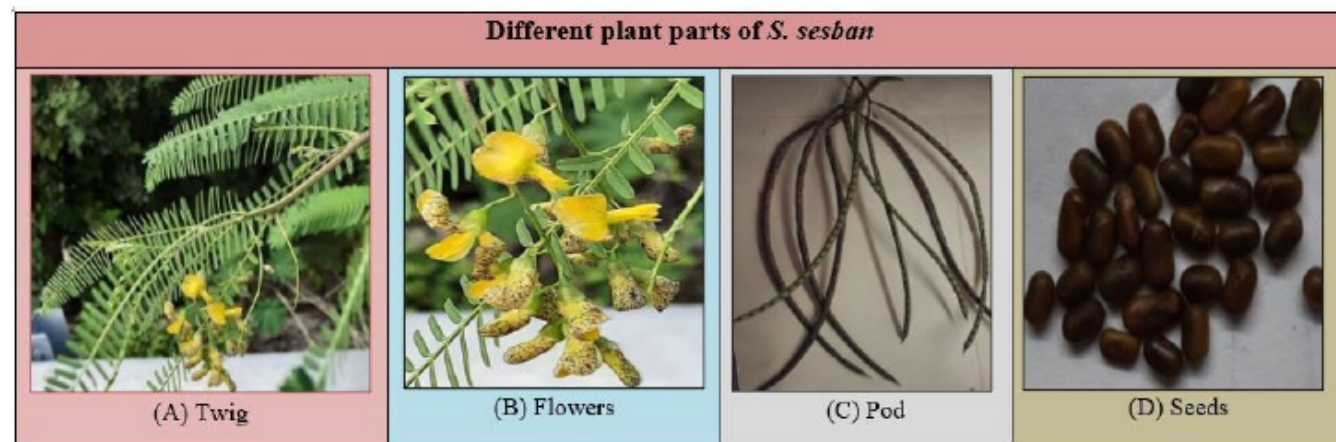 Different plant parts of S. sesban
(A) Twig
(B) Flowers
(C) Pod
(D) Seeds